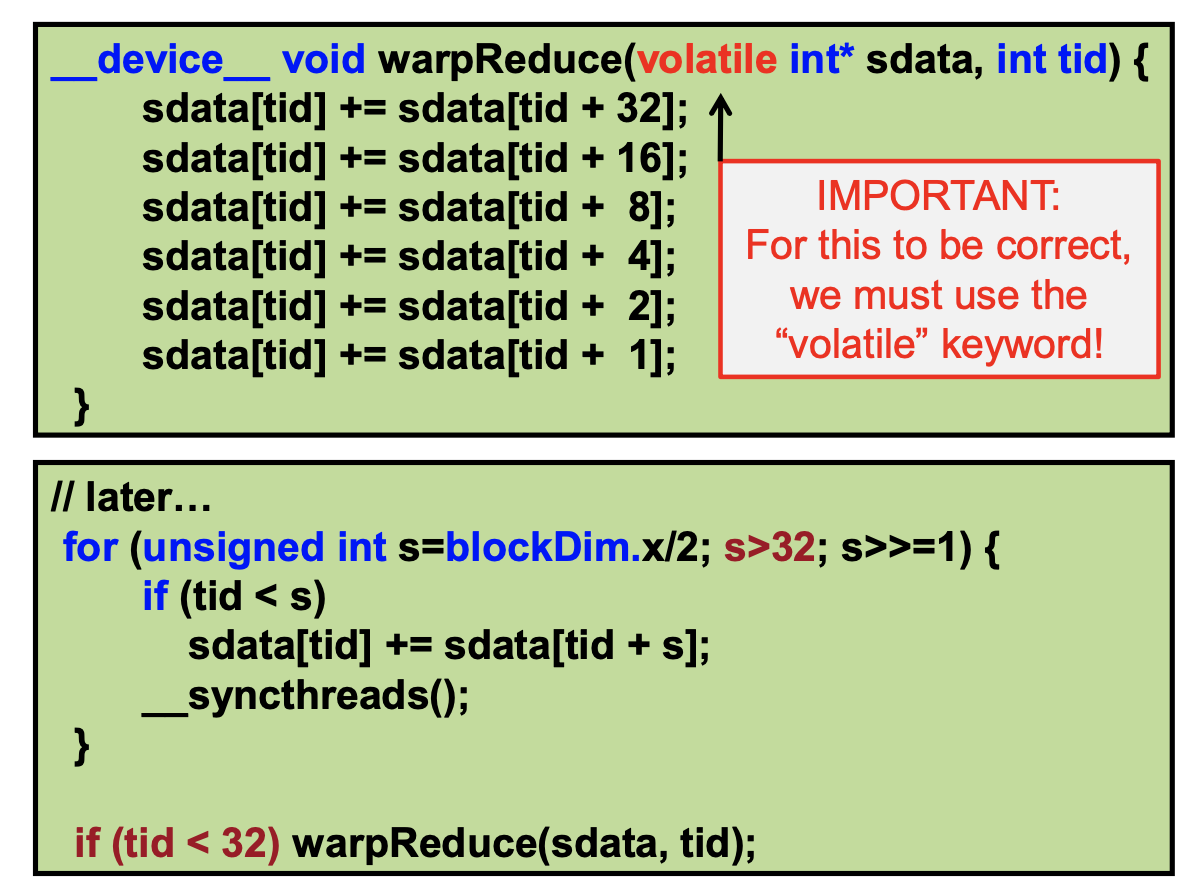 __device__ void warpReduce(volatile int* sdata, int tid) {
sdata[tid] += sdata[tid + 32];
sdata[tid] += sdata[tid + 16];
sdata[tid] += sdata[tid +  8];
sdata[tid] += sdata[tid +  4];
sdata[tid] += sdata[tid +  2];
sdata[tid] += sdata[tid +  1];
}
IMPORTANT:
For this to be correct,
we must use the
“volatile” keyword!
// later…
for (unsigned int s=blockDim.x/2; s>32; s>>=1) {
if (tid < s)
sdata[tid] += sdata[tid + s];
__syncthreads();
}
if (tid < 32) warpReduce(sdata, tid);